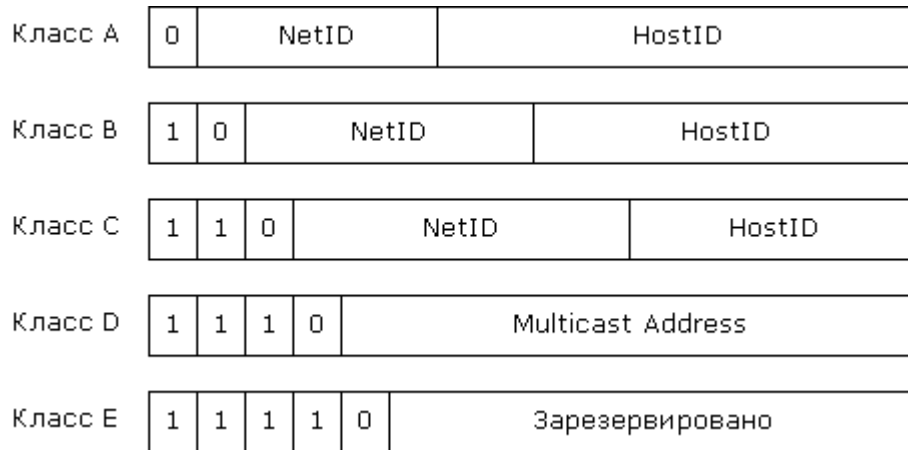 Класс A 0 NetID HostID
Класс B 1 0 NetID HostID
Класс C 1 1 0 NetID HostID
Класс D 1 1 1 0 Multicast Address
Класс E 1 1 1 1 0 Зарезервировано